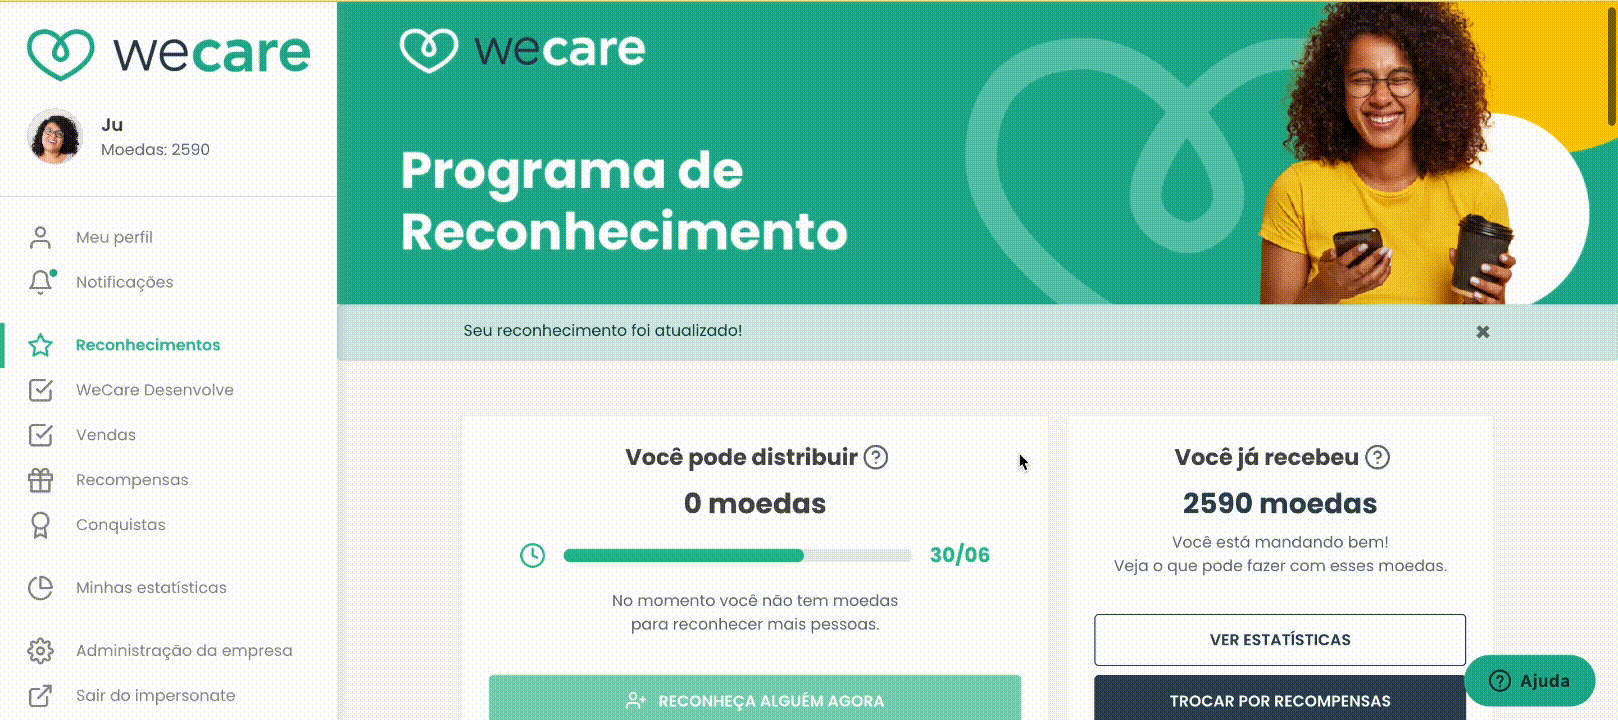 wecare
Ju
Moedas: 2590
Meu perfil
Notificações
Reconhecimentos
WeCare Desenvolve
Vendas
Recompensas
Conquistas
Minhas estatísticas
Administração da empresa
Sair do impersonate
wecare
Programa de
Reconhecimento
Seu reconhecimento foi atualizado!
Você pode distribuir
0 moedas
30/06
No momento você não tem moedas
para reconhecer mais pessoas.
RECONHEÇA ALGUÉM AGORA
Você já recebeu
2590 moedas
Você está mandando bem!
Veja o que pode fazer com esses moedas.
VER ESTATÍSTICAS
TROCAR POR RECOMPENSAS
Ajuda